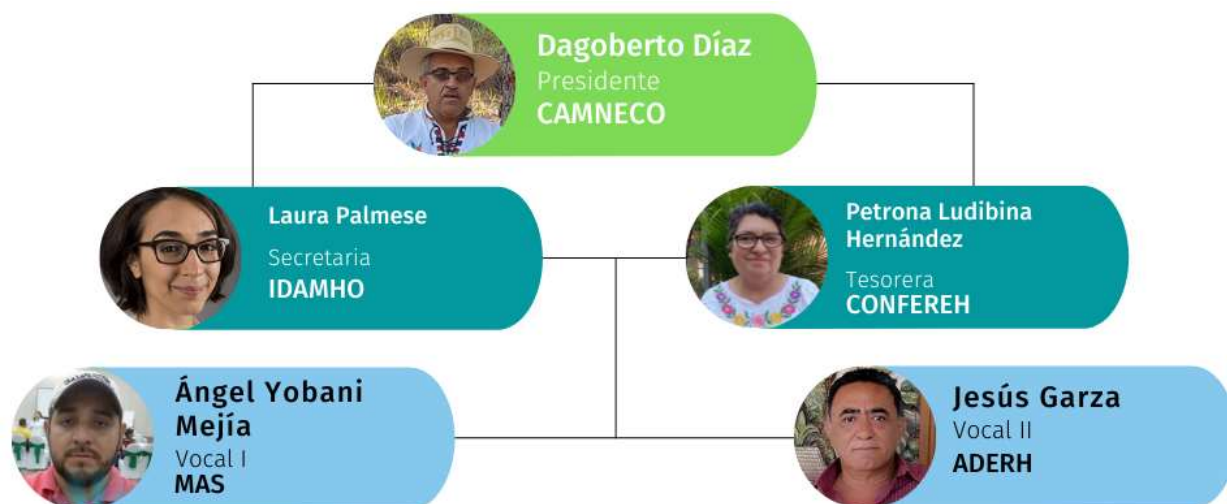 Dagoberto Díaz
Presidente
CAMNECO
Laura Palmese
Secretaria
IDAMHO
Petrona Ludibina
Hernández
Tesorera
CONFEREH
Ángel Yobani
Mejía
Vocal I
MAS
Jesús Garza
Vocal II
ADERH